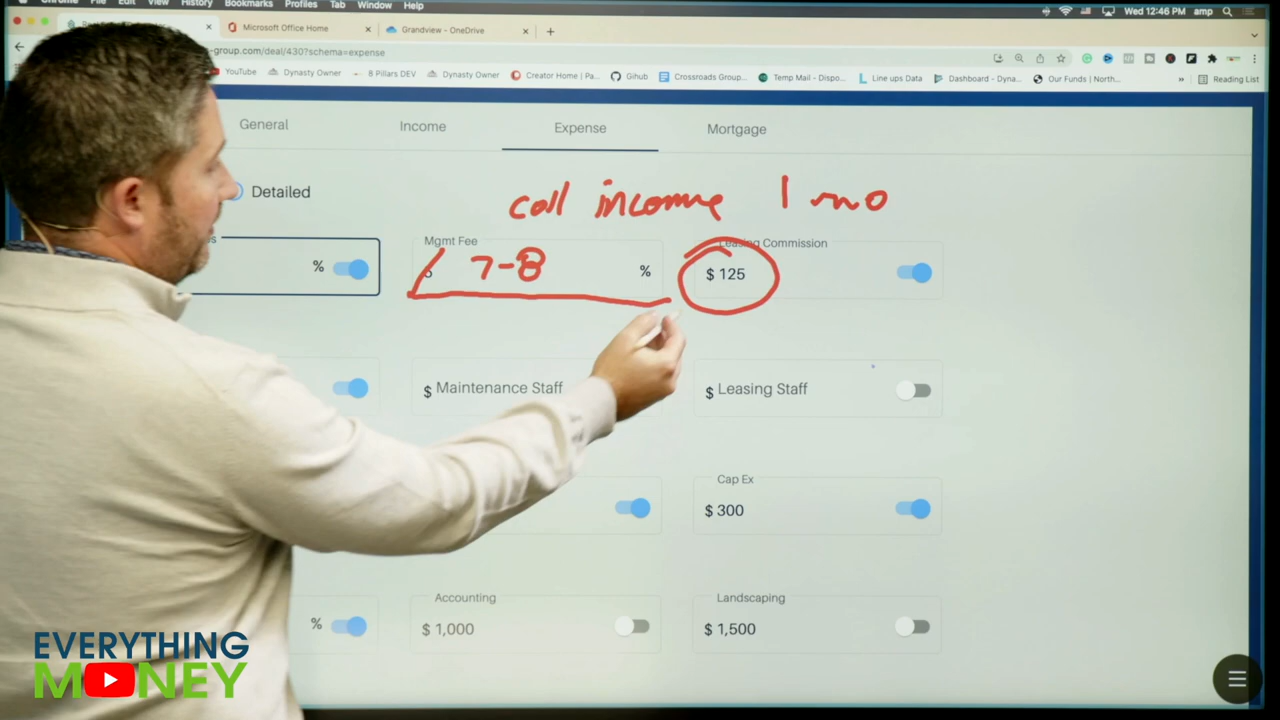 Chrome File Edit View History Bookmarks Profiles Tab Window Help
Wed 12:46 PM amp
Microsoft Office Home
Grandview - OneDrive
-group.com/deal/430?schema=expense
YouTube Dynasty Owner 8 Pillars DEV Dynasty Owner Creator Home | Pa... Gihub Crossroads Group... Temp Mail - Dispo... Line ups Data Dashboard - Dyna... Our Funds | North... » Reading List
General Income Expense Mortgage
Detailed
coll income 1 mo
Mgmt Fee
Leasing Commission
%
7-8 %
$ 125
$ Maintenance Staff
$ Leasing Staff
Cap Ex
$ 300
Accounting
Landscaping
%
$ 1,000
$ 1,500
EVERYTHING
MONEY